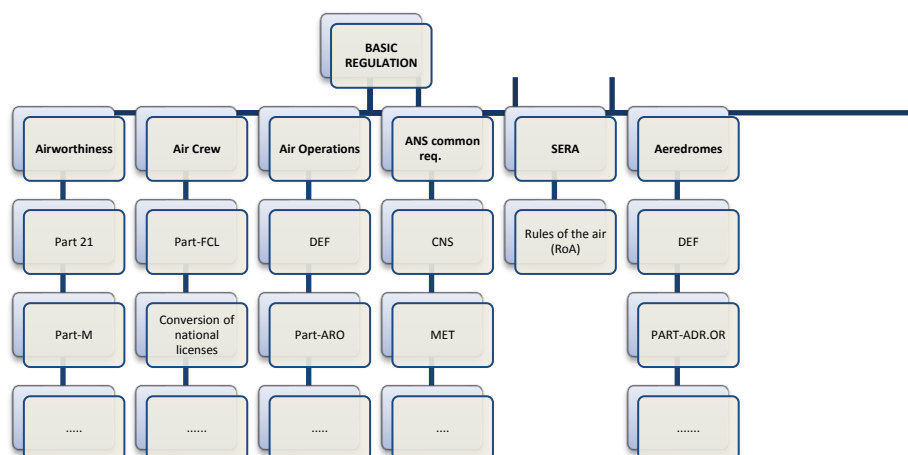 BASIC
REGULATION
Airworthiness
Air Crew
Air Operations
ANS common
req.
SERA
Aeredromes
Part 21
Part-FCL
DEF
CNS
Rules of the air
(RoA)
DEF
Part-M
Conversion of
national
licenses
Part-ARO
MET
PART-ADR.OR
.....
......
.....
....
.......